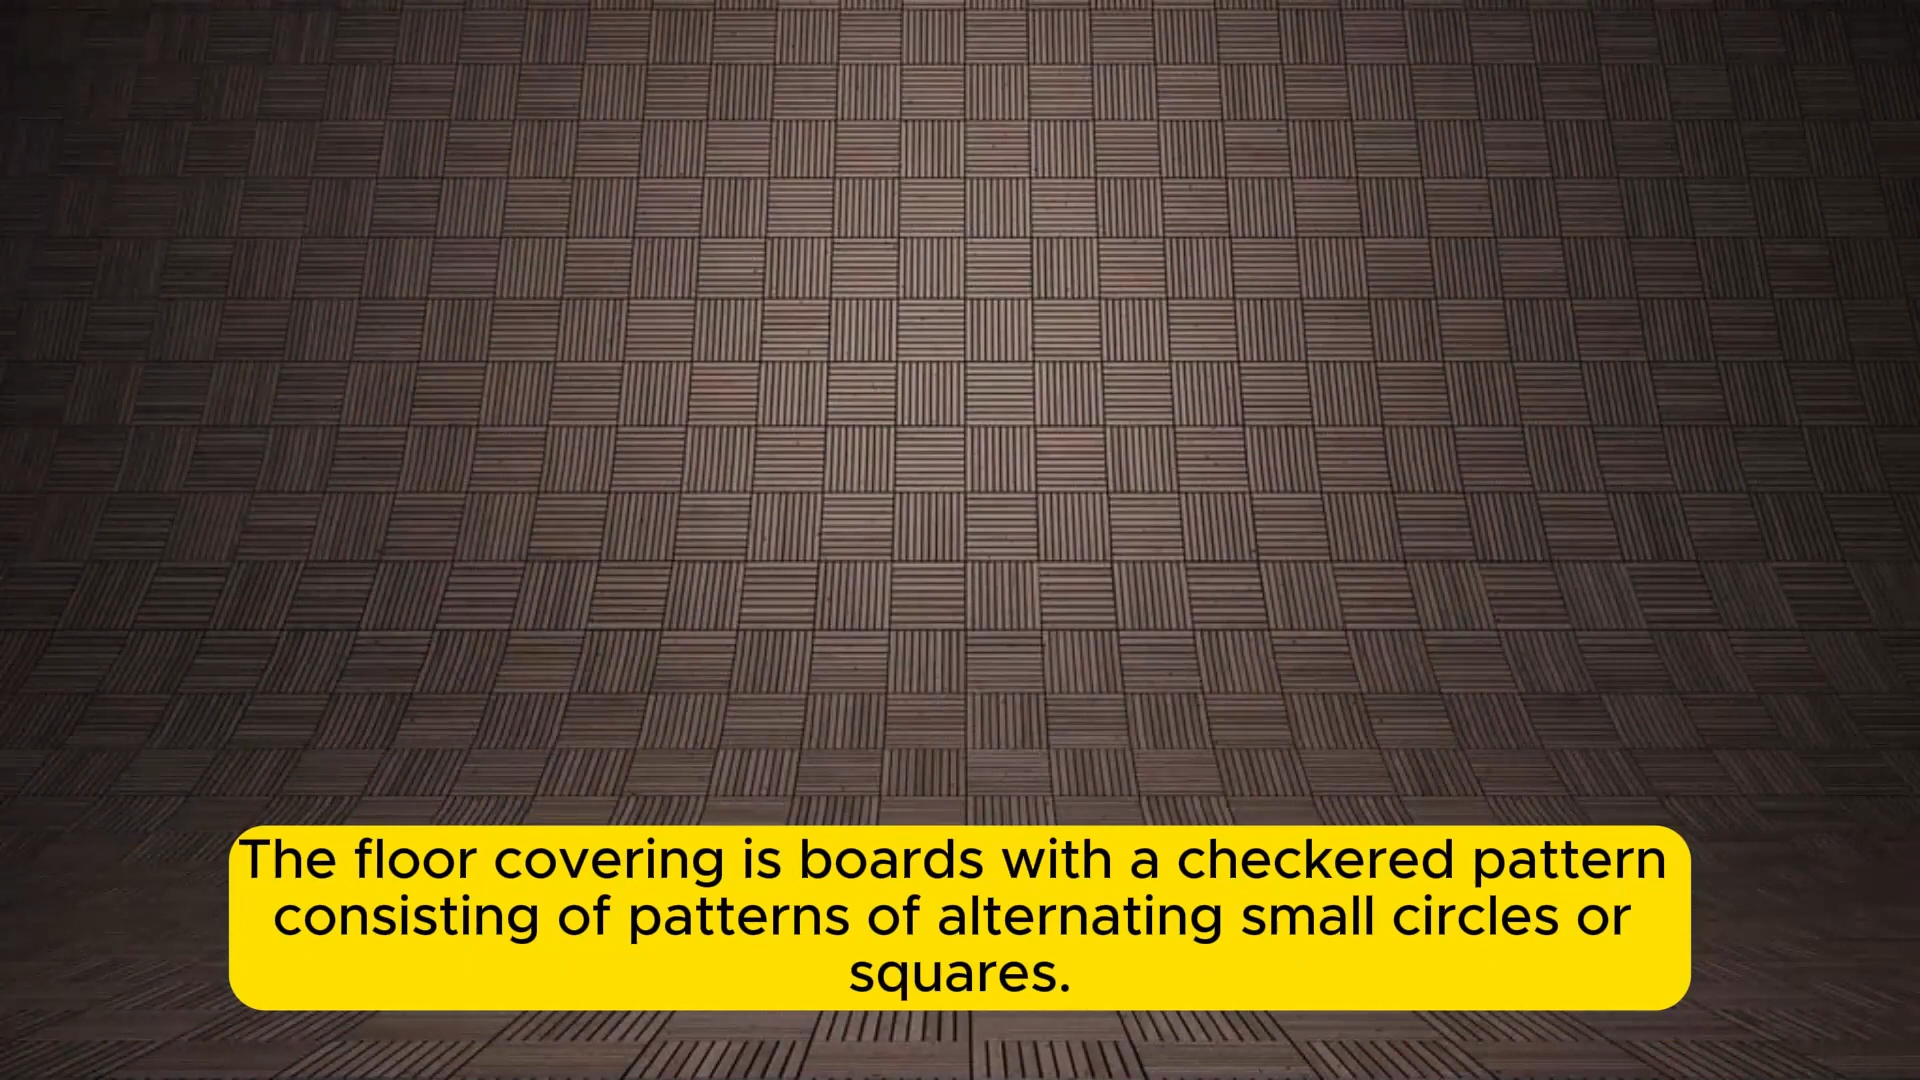 The floor covering is boards with a checkered pattern
consisting of patterns of alternating small circles or
squares.